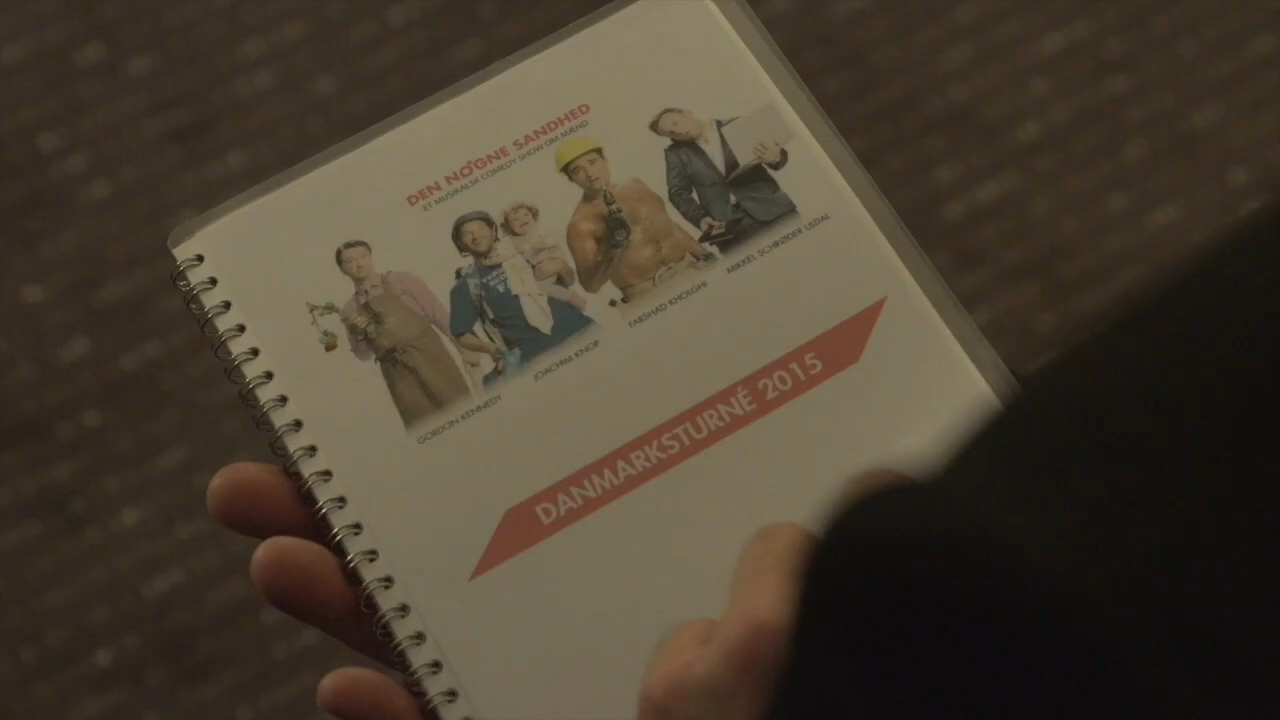 DEN NØGNE SANDHED
ET MUSIKALSK COMEDY SHOW OM MÆND
GORDON KENNEDY
JOACHIM KNOP
FARSHAD KHOLGHI
MIKKEL SCHRØDER UDAL
DANMARKSTURNÉ 2015